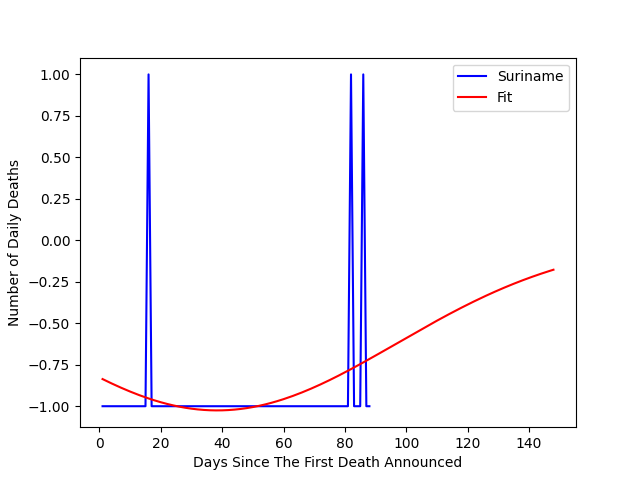 Suriname
Fit
1.00
0.75
0.50
0.25
0.00
−0.25
−0.50
−0.75
−1.00
Number of Daily Deaths
0 20 40 60 80 100 120 140
Days Since The First Death Announced